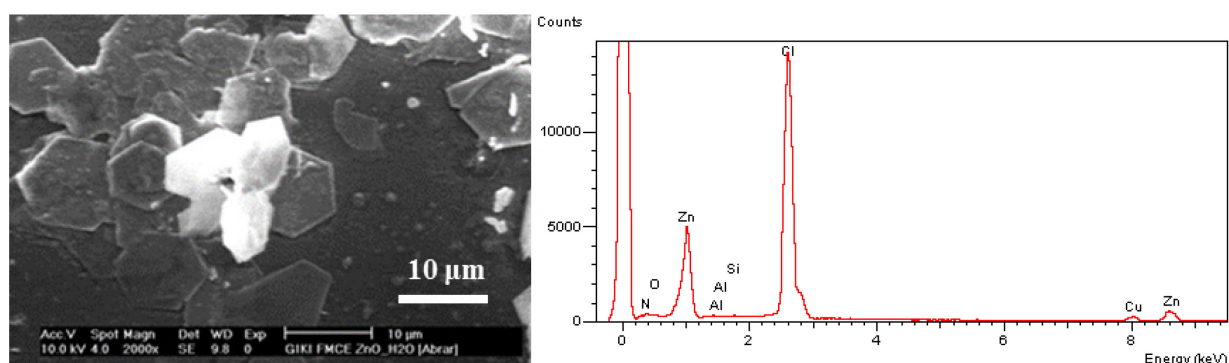 10 µm
Acc.V Spot Magn Det WD Exp 10 µm
10.0 kV 4.0 2000x SE 9.8 0 GIKI FMCE ZnO_H2O [Abrar]
Counts
10000
5000
0
Cl
Zn
Si
O
Al
N
Al
Cu
Zn
0 2 4 6 8
Energy (keV)